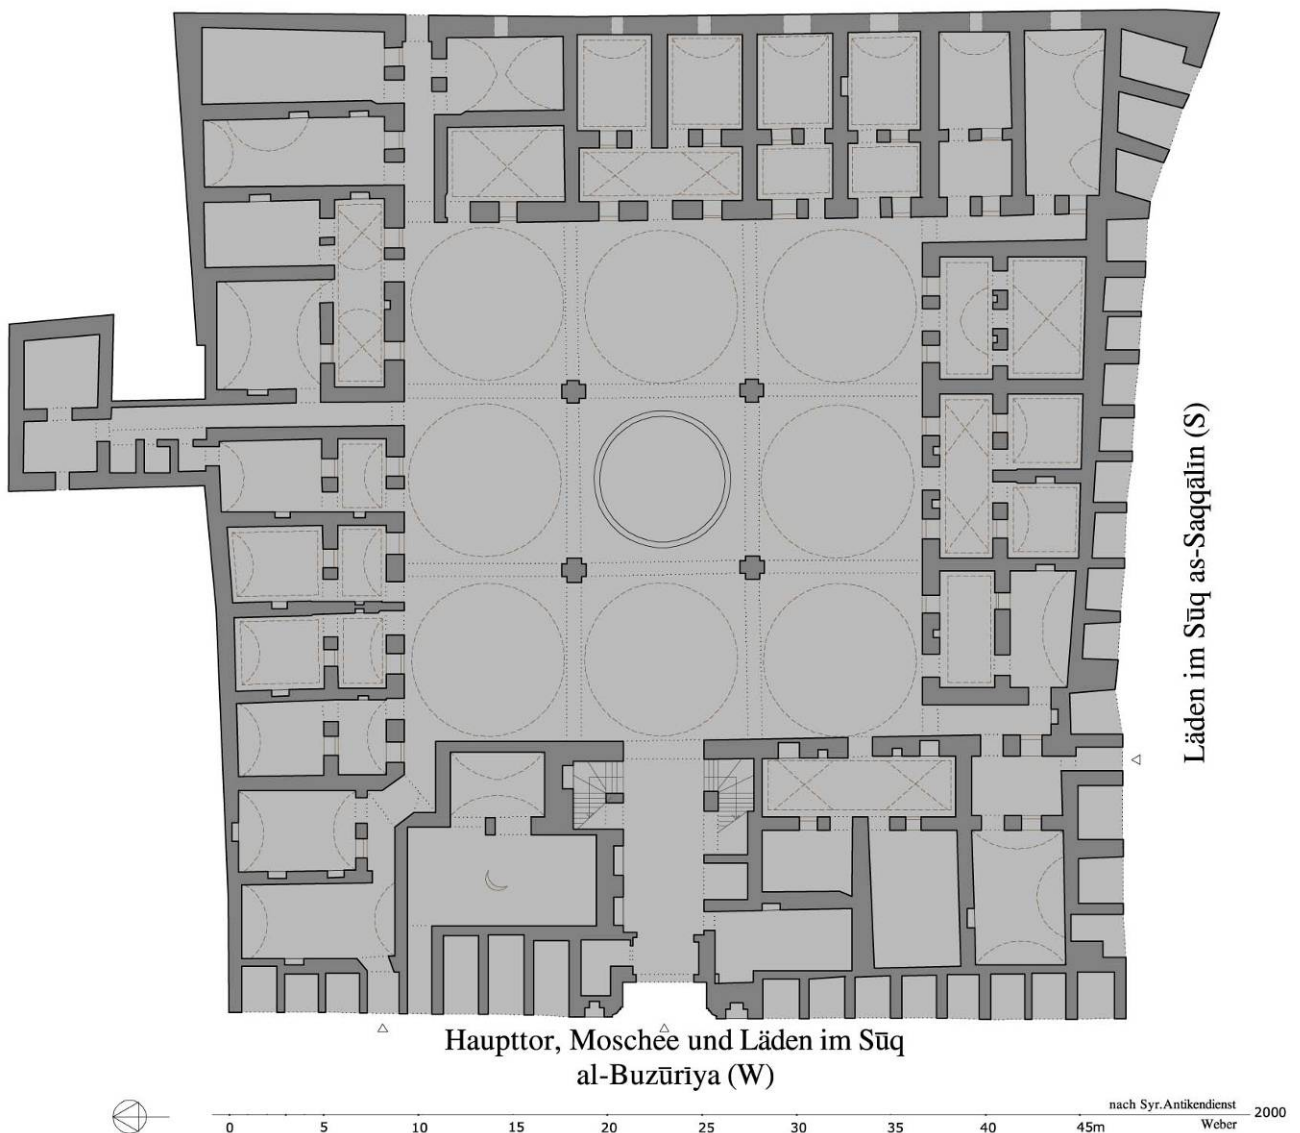 Läden im Sūq as-Saqqālīn (S)
Haupttor, Moschee und Läden im Sūq
al-Buzūrīya (W)
nach Syr.Antikendienst
2000
Weber
0 5 10 15 20 25 30 35 40 45m